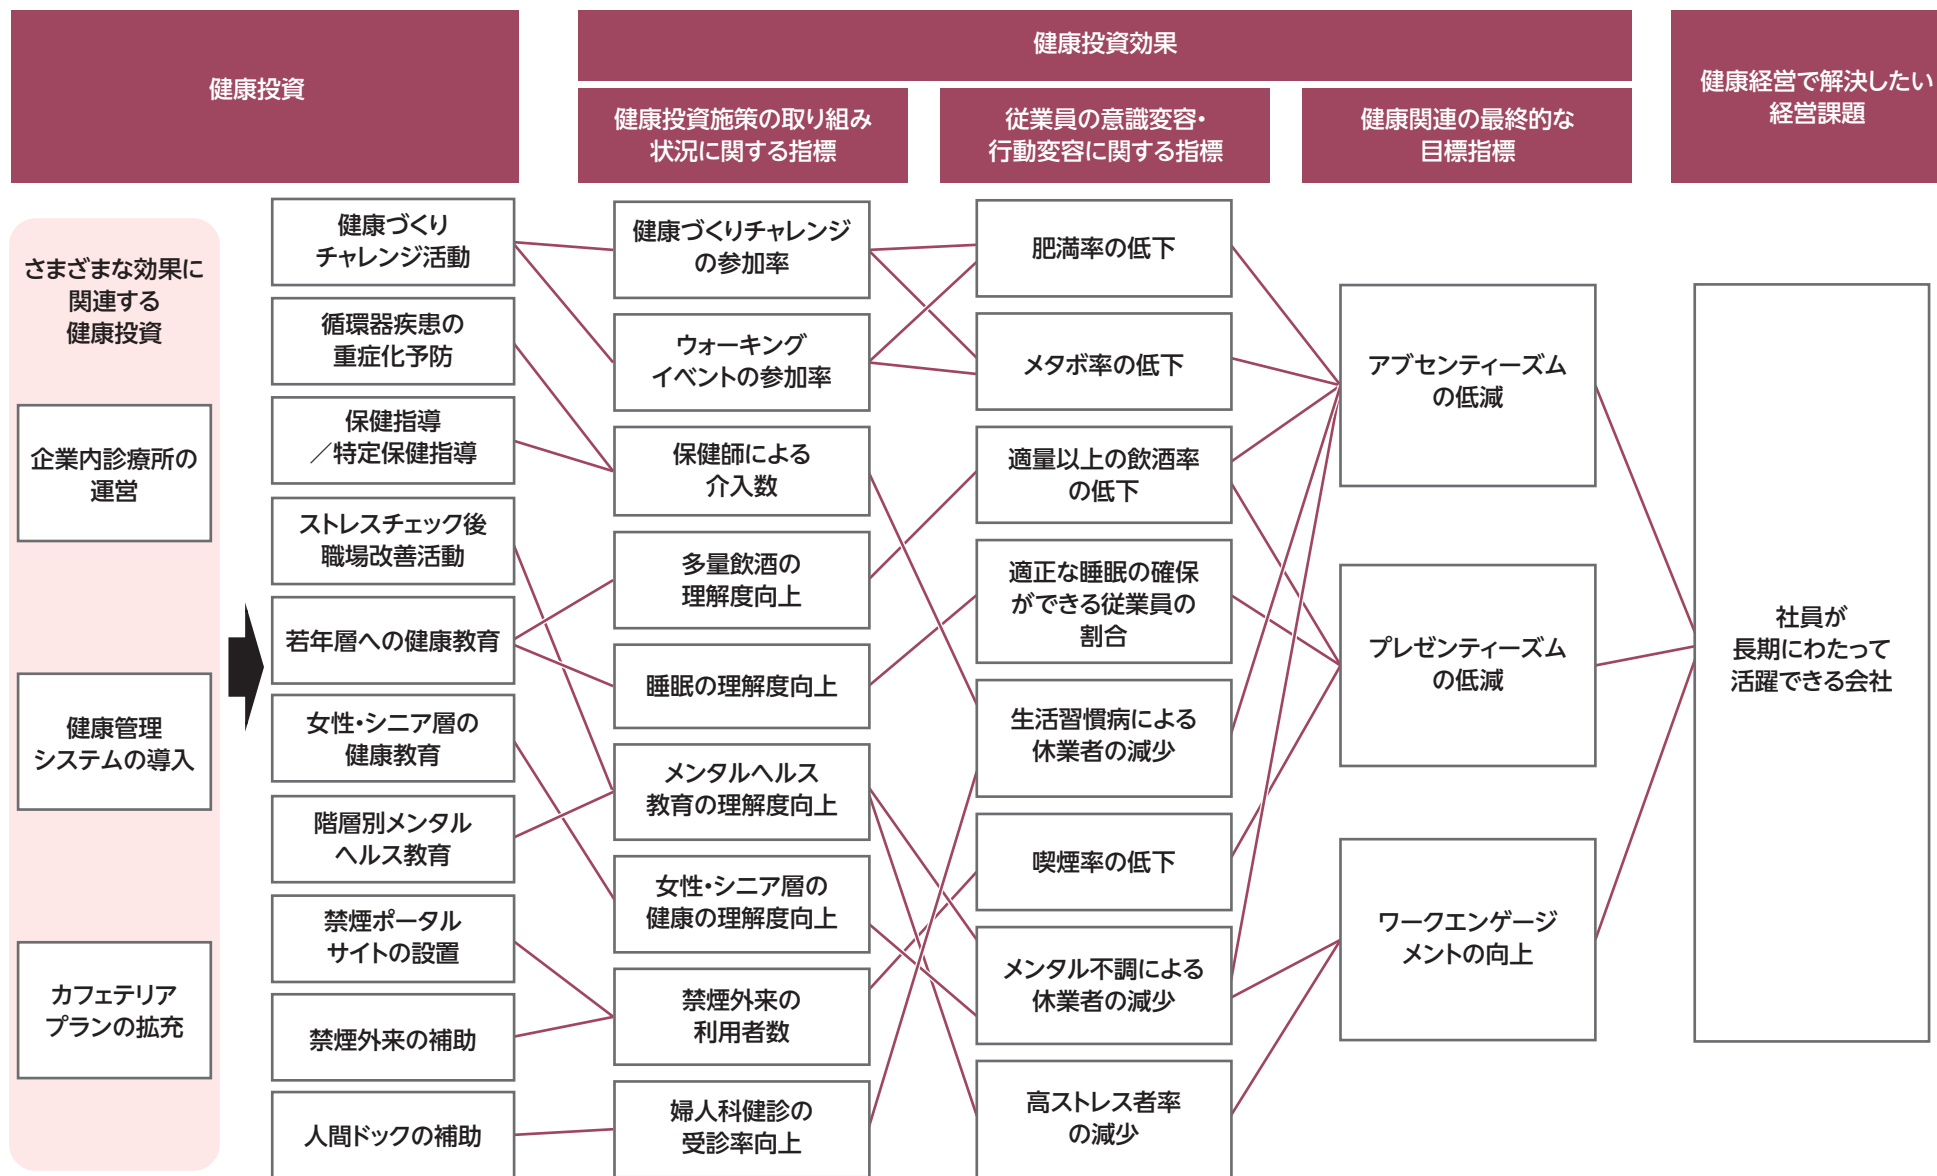 健康投資
健康投資効果
健康経営で解決したい
経営課題
健康投資施策の取り組み
状況に関する指標
従業員の意識変容・
行動変容に関する指標
健康関連の最終的な
目標指標
さまざまな効果に
関連する
健康投資
企業内診療所の
運営
健康管理
システムの導入
カフェテリア
プランの拡充
健康づくり
チャレンジ活動
循環器疾患の
重症化予防
保健指導
／特定保健指導
ストレスチェック後
職場改善活動
若年層への健康教育
女性・シニア層の
健康教育
階層別メンタル
ヘルス教育
禁煙ポータル
サイトの設置
禁煙外来の補助
人間ドックの補助
健康づくりチャレンジ
の参加率
ウォーキング
イベントの参加率
保健師による
介入数
多量飲酒の
理解度向上
睡眠の理解度向上
メンタルヘルス
教育の理解度向上
女性・シニア層の
健康の理解度向上
禁煙外来の
利用者数
婦人科健診の
受診率向上
肥満率の低下
メタボ率の低下
適量以上の飲酒率
の低下
適正な睡眠の確保
ができる従業員の
割合
生活習慣病による
休業者の減少
喫煙率の低下
メンタル不調による
休業者の減少
高ストレス者率
の減少
アブセンティーズム
の低減
プレゼンティーズム
の低減
ワークエンゲージ
メントの向上
社員が
長期にわたって
活躍できる会社